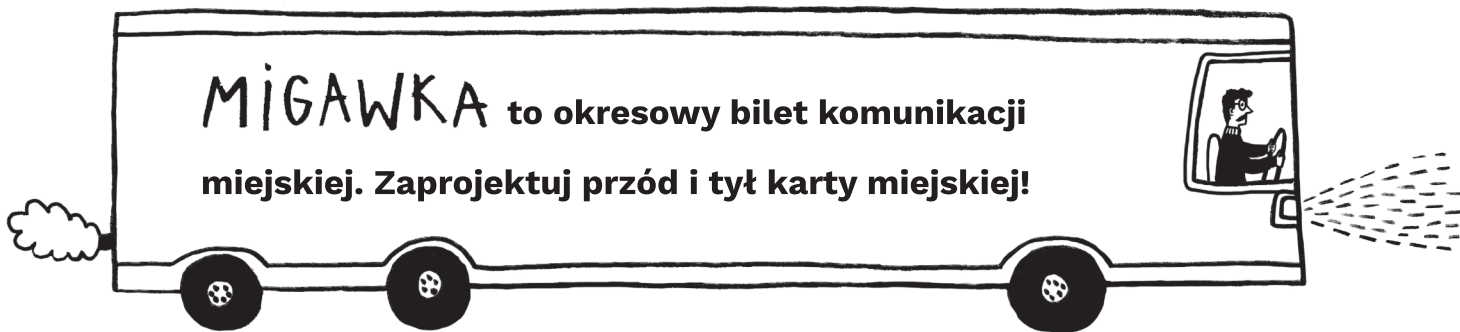 MiGAWKA to okresowy bilet komunikacji
miejskiej. Zaprojektuj przód i tył karty miejskiej!